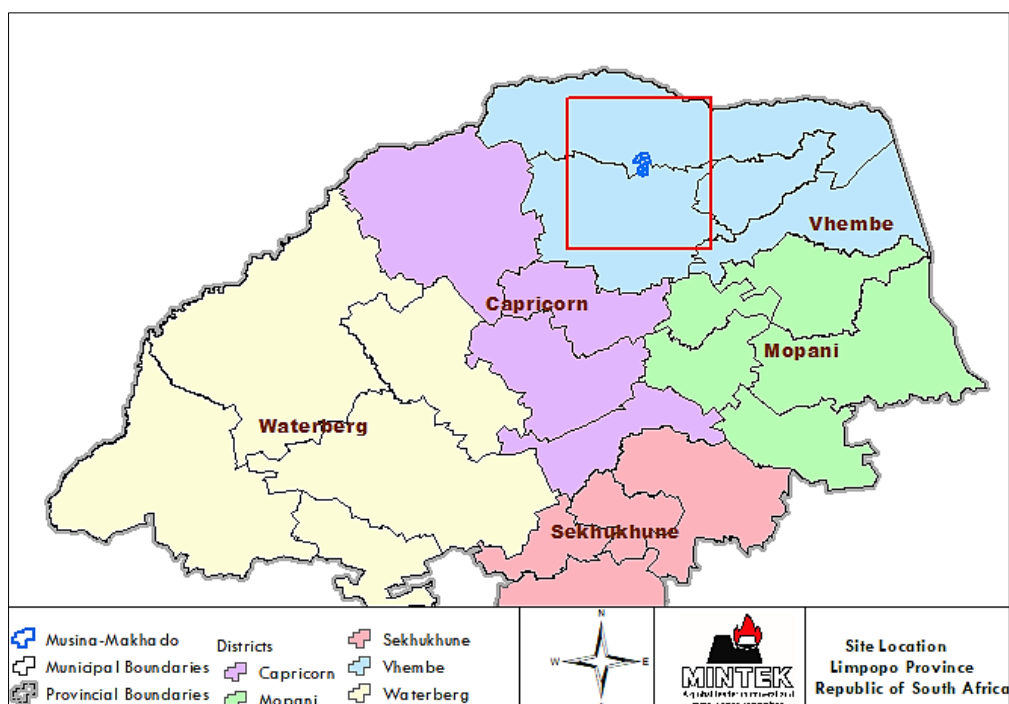 Vhembe
Capricorn
Mopani
Waterberg
Sekhukhune
Musina-Makhado
Municipal Boundaries
Provincial Boundaries
Districts
Capricorn
Mopani
Sekhukhune
Vhembe
Waterberg
N
W E
MINTEK
Site Location
Limpopo Province
Republic of South Africa